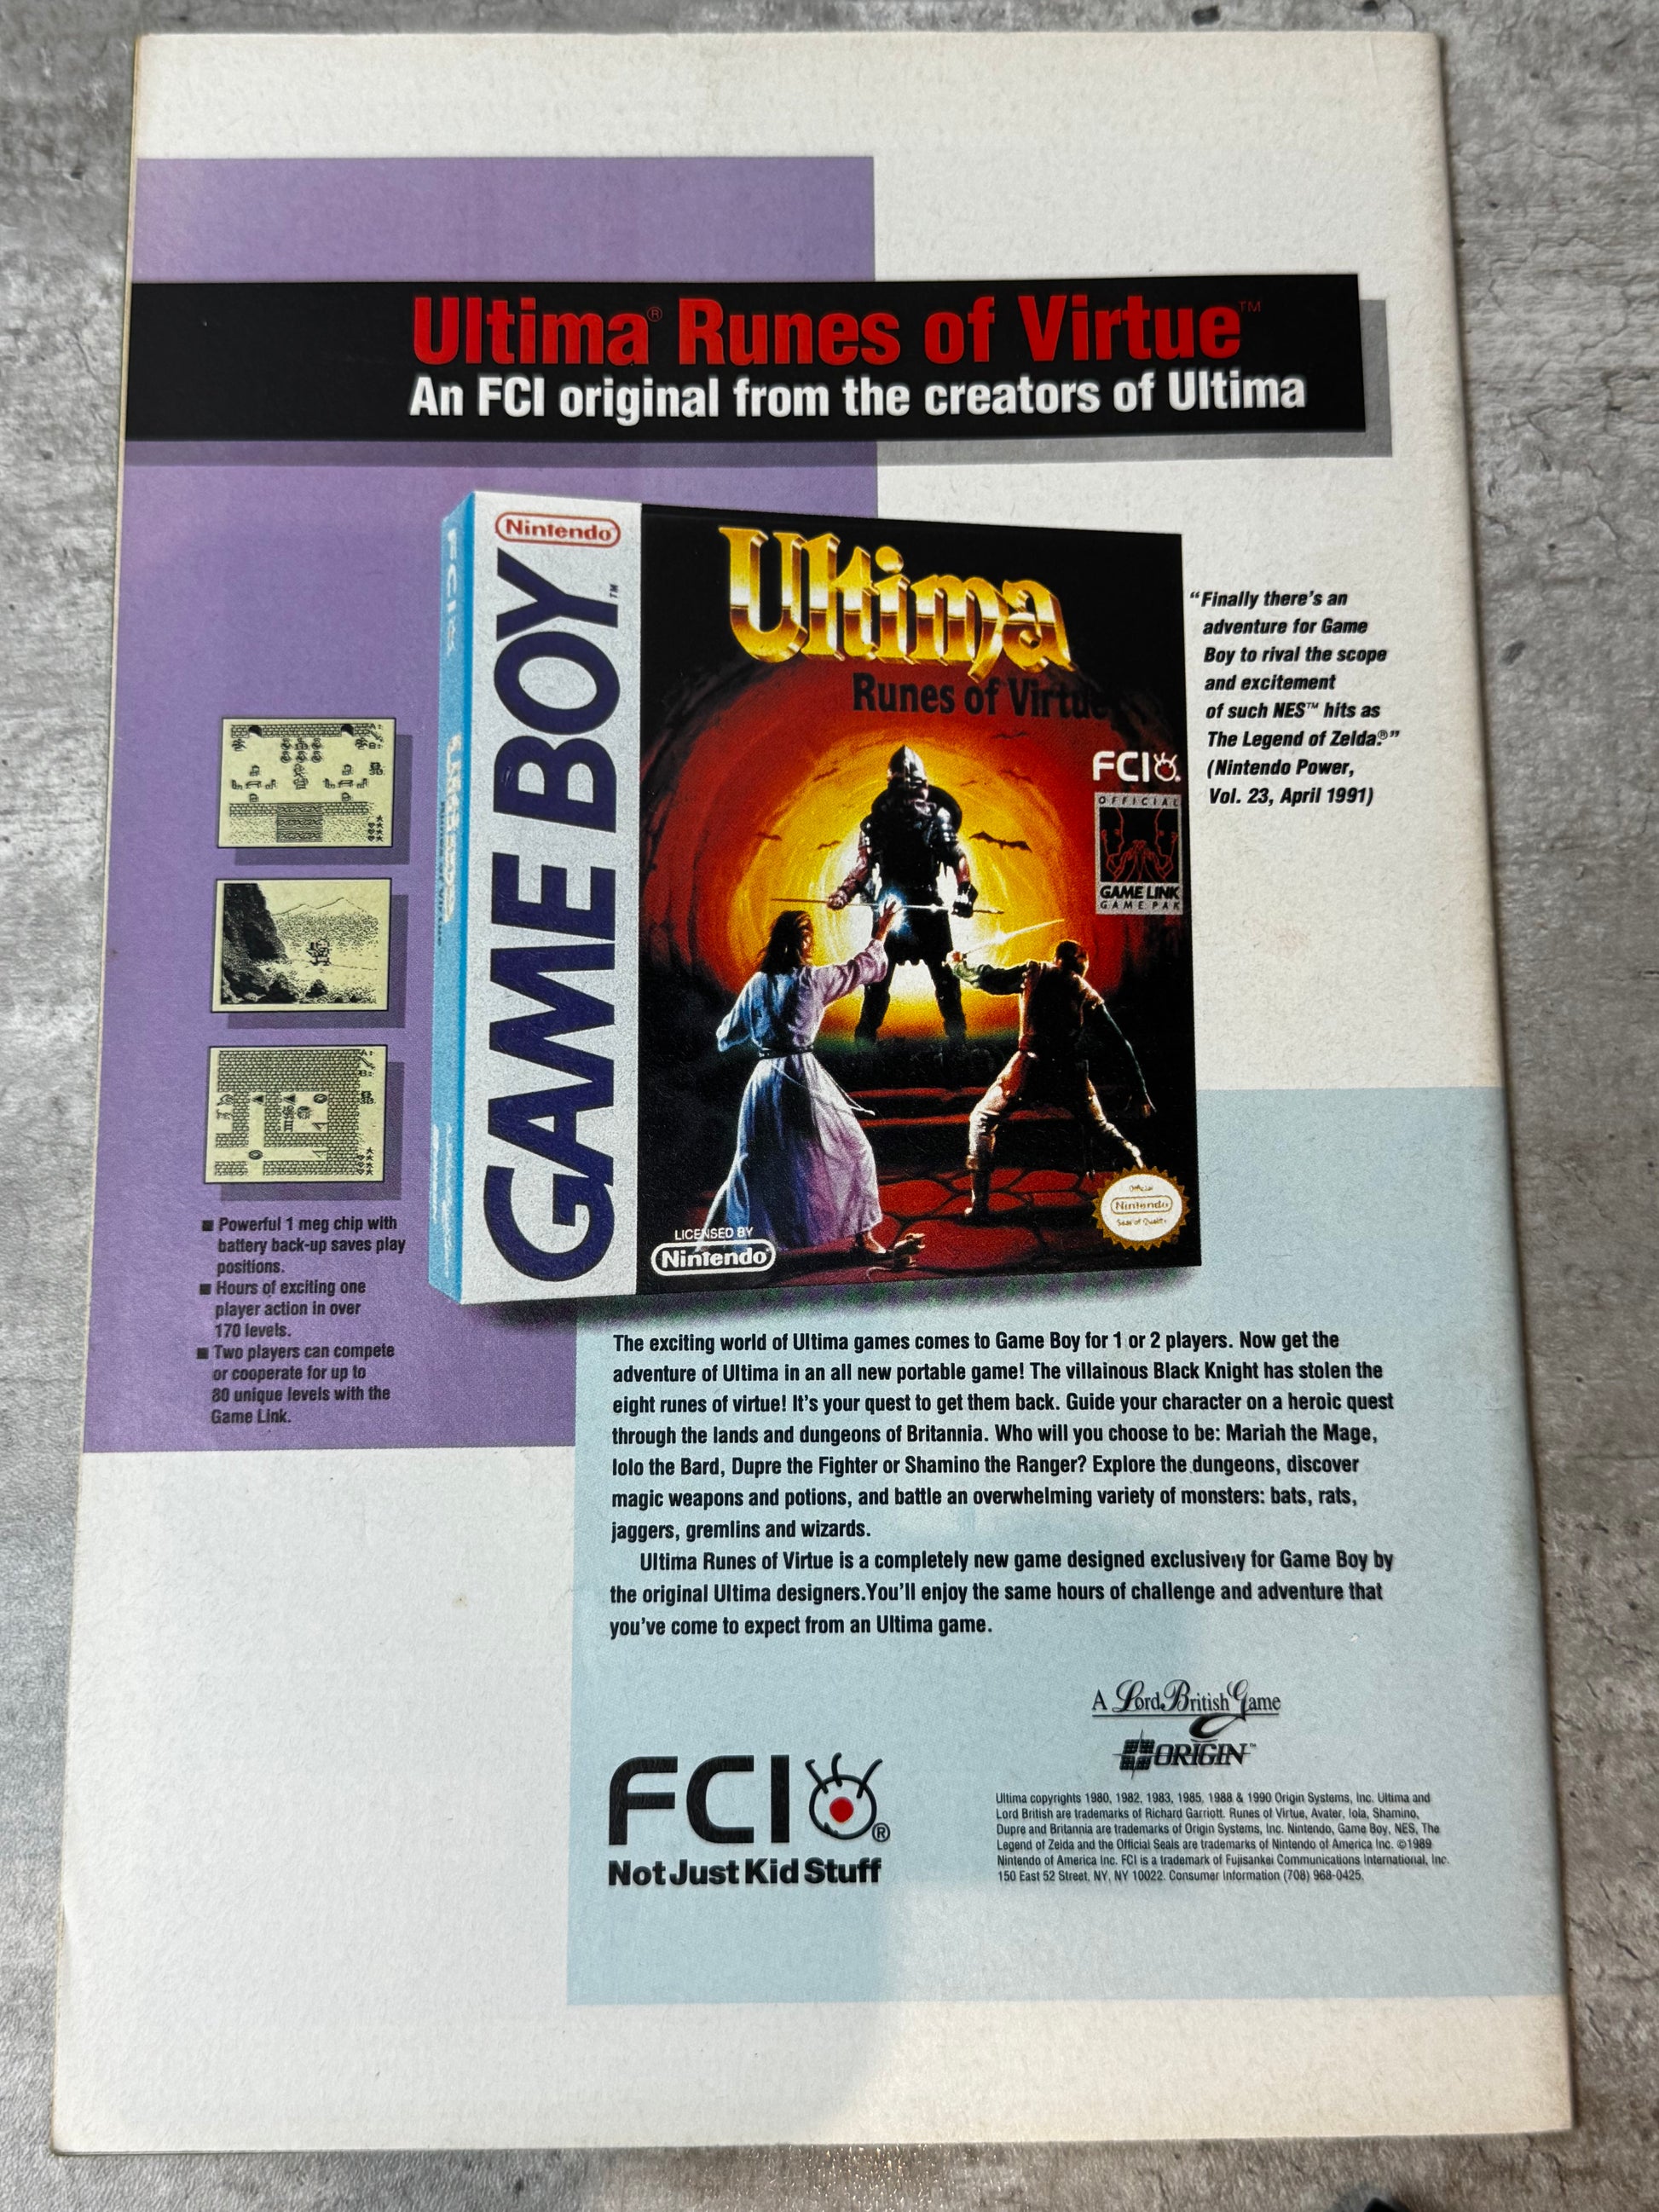 Ultima® Runes of Virtue™
An FCI original from the creators of Ultima
Nintendo
GAME BOY™
FCI
Ultima
Runes of Virtue
FCI®
OFFICIAL
GAME LINK
GAME PAK
LICENSED BY
Nintendo
Official
Nintendo
Seal of Quality
"Finally there's an
adventure for Game
Boy to rival the scope
and excitement
of such NES™ hits as
The Legend of Zelda.®"
(Nintendo Power,
Vol. 23, April 1991)
A:
B:
A:
B:
■ Powerful 1 meg chip with
battery back-up saves play
positions.
■ Hours of exciting one
player action in over
170 levels.
■ Two players can compete
or cooperate for up to
80 unique levels with the
Game Link.
The exciting world of Ultima games comes to Game Boy for 1 or 2 players. Now get the
adventure of Ultima in an all new portable game! The villainous Black Knight has stolen the
eight runes of virtue! It's your quest to get them back. Guide your character on a heroic quest
through the lands and dungeons of Britannia. Who will you choose to be: Mariah the Mage,
Iolo the Bard, Dupre the Fighter or Shamino the Ranger? Explore the dungeons, discover
magic weapons and potions, and battle an overwhelming variety of monsters: bats, rats,
jaggers, gremlins and wizards.
Ultima Runes of Virtue is a completely new game designed exclusively for Game Boy by
the original Ultima designers.You'll enjoy the same hours of challenge and adventure that
you've come to expect from an Ultima game.
A Lord British Game
ORIGIN™
FCI®
Not Just Kid Stuff
Ultima copyrights 1980, 1982, 1983, 1985, 1988 & 1990 Origin Systems, Inc. Ultima and
Lord British are trademarks of Richard Garriott. Runes of Virtue, Avater, Iola, Shamino,
Dupre and Britannia are trademarks of Origin Systems, Inc. Nintendo, Game Boy, NES, The
Legend of Zelda and the Official Seals are trademarks of Nintendo of America Inc. ©1989
Nintendo of America Inc. FCI is a trademark of Fujisankei Communications International, Inc.
150 East 52 Street, NY, NY 10022. Consumer Information (708) 968-0425.